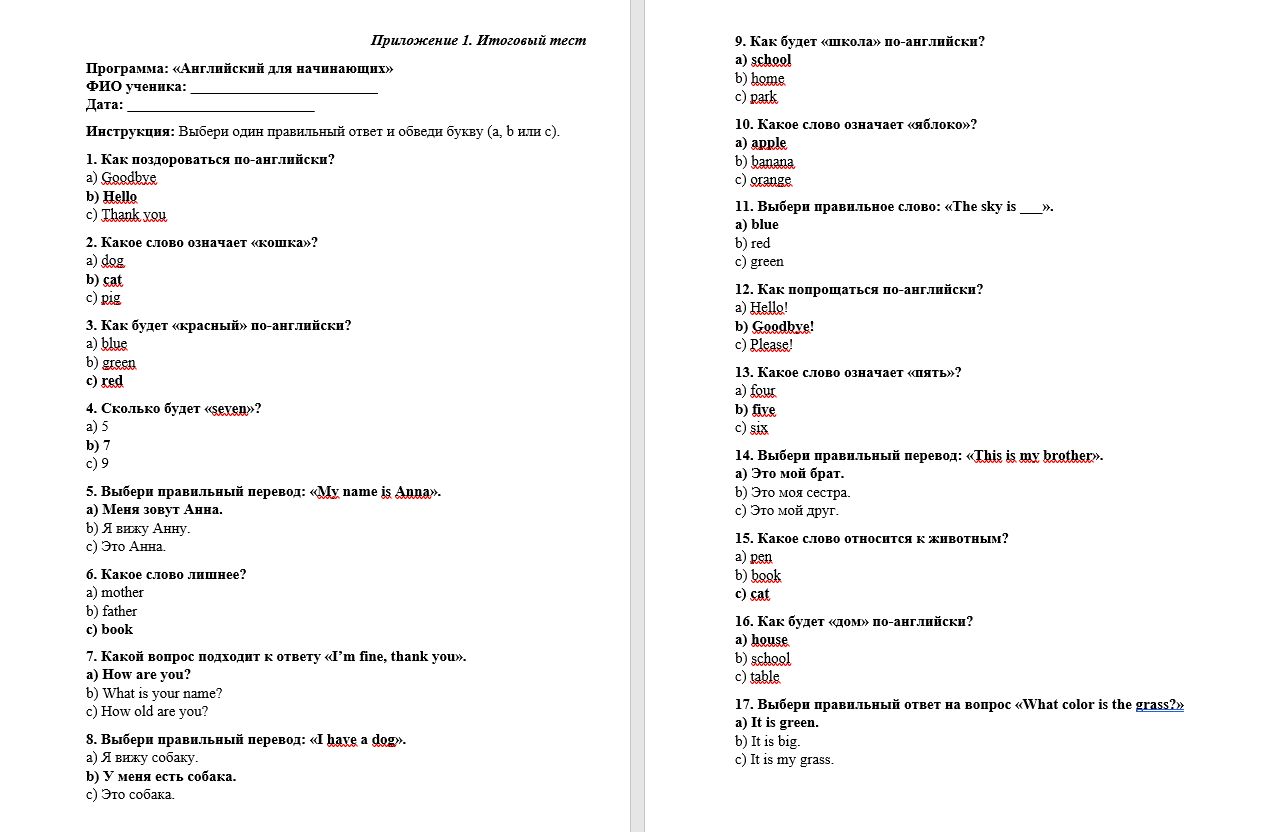 Приложение 1. Итоговый тест
Программа: «Английский для начинающих»
ФИО ученика: _________________________
Дата: _________________________
Инструкция: Выбери один правильный ответ и обведи букву (a, b или c).
1. Как поздороваться по-английски?
a) Goodbye
b) Hello
c) Thank you
2. Какое слово означает «кошка»?
a) dog
b) cat
c) pig
3. Как будет «красный» по-английски?
a) blue
b) green
c) red
4. Сколько будет «seven»?
a) 5
b) 7
c) 9
5. Выбери правильный перевод: «My name is Anna».
a) Меня зовут Анна.
b) Я вижу Анну.
c) Это Анна.
6. Какое слово лишнее?
a) mother
b) father
c) book
7. Какой вопрос подходит к ответу «I’m fine, thank you».
a) How are you?
b) What is your name?
c) How old are you?
8. Выбери правильный перевод: «I have a dog».
a) Я вижу собаку.
b) У меня есть собака.
c) Это собака.
9. Как будет «школа» по-английски?
a) school
b) home
c) park
10. Какое слово означает «яблоко»?
a) apple
b) banana
c) orange
11. Выбери правильное слово: «The sky is ___».
a) blue
b) red
c) green
12. Как попрощаться по-английски?
a) Hello!
b) Goodbye!
c) Please!
13. Какое слово означает «пять»?
a) four
b) five
c) six
14. Выбери правильный перевод: «This is my brother».
a) Это мой брат.
b) Это моя сестра.
c) Это мой друг.
15. Какое слово относится к животным?
a) pen
b) book
c) cat
16. Как будет «дом» по-английски?
a) house
b) school
c) table
17. Выбери правильный ответ на вопрос «What color is the grass?»
a) It is green.
b) It is big.
c) It is my grass.